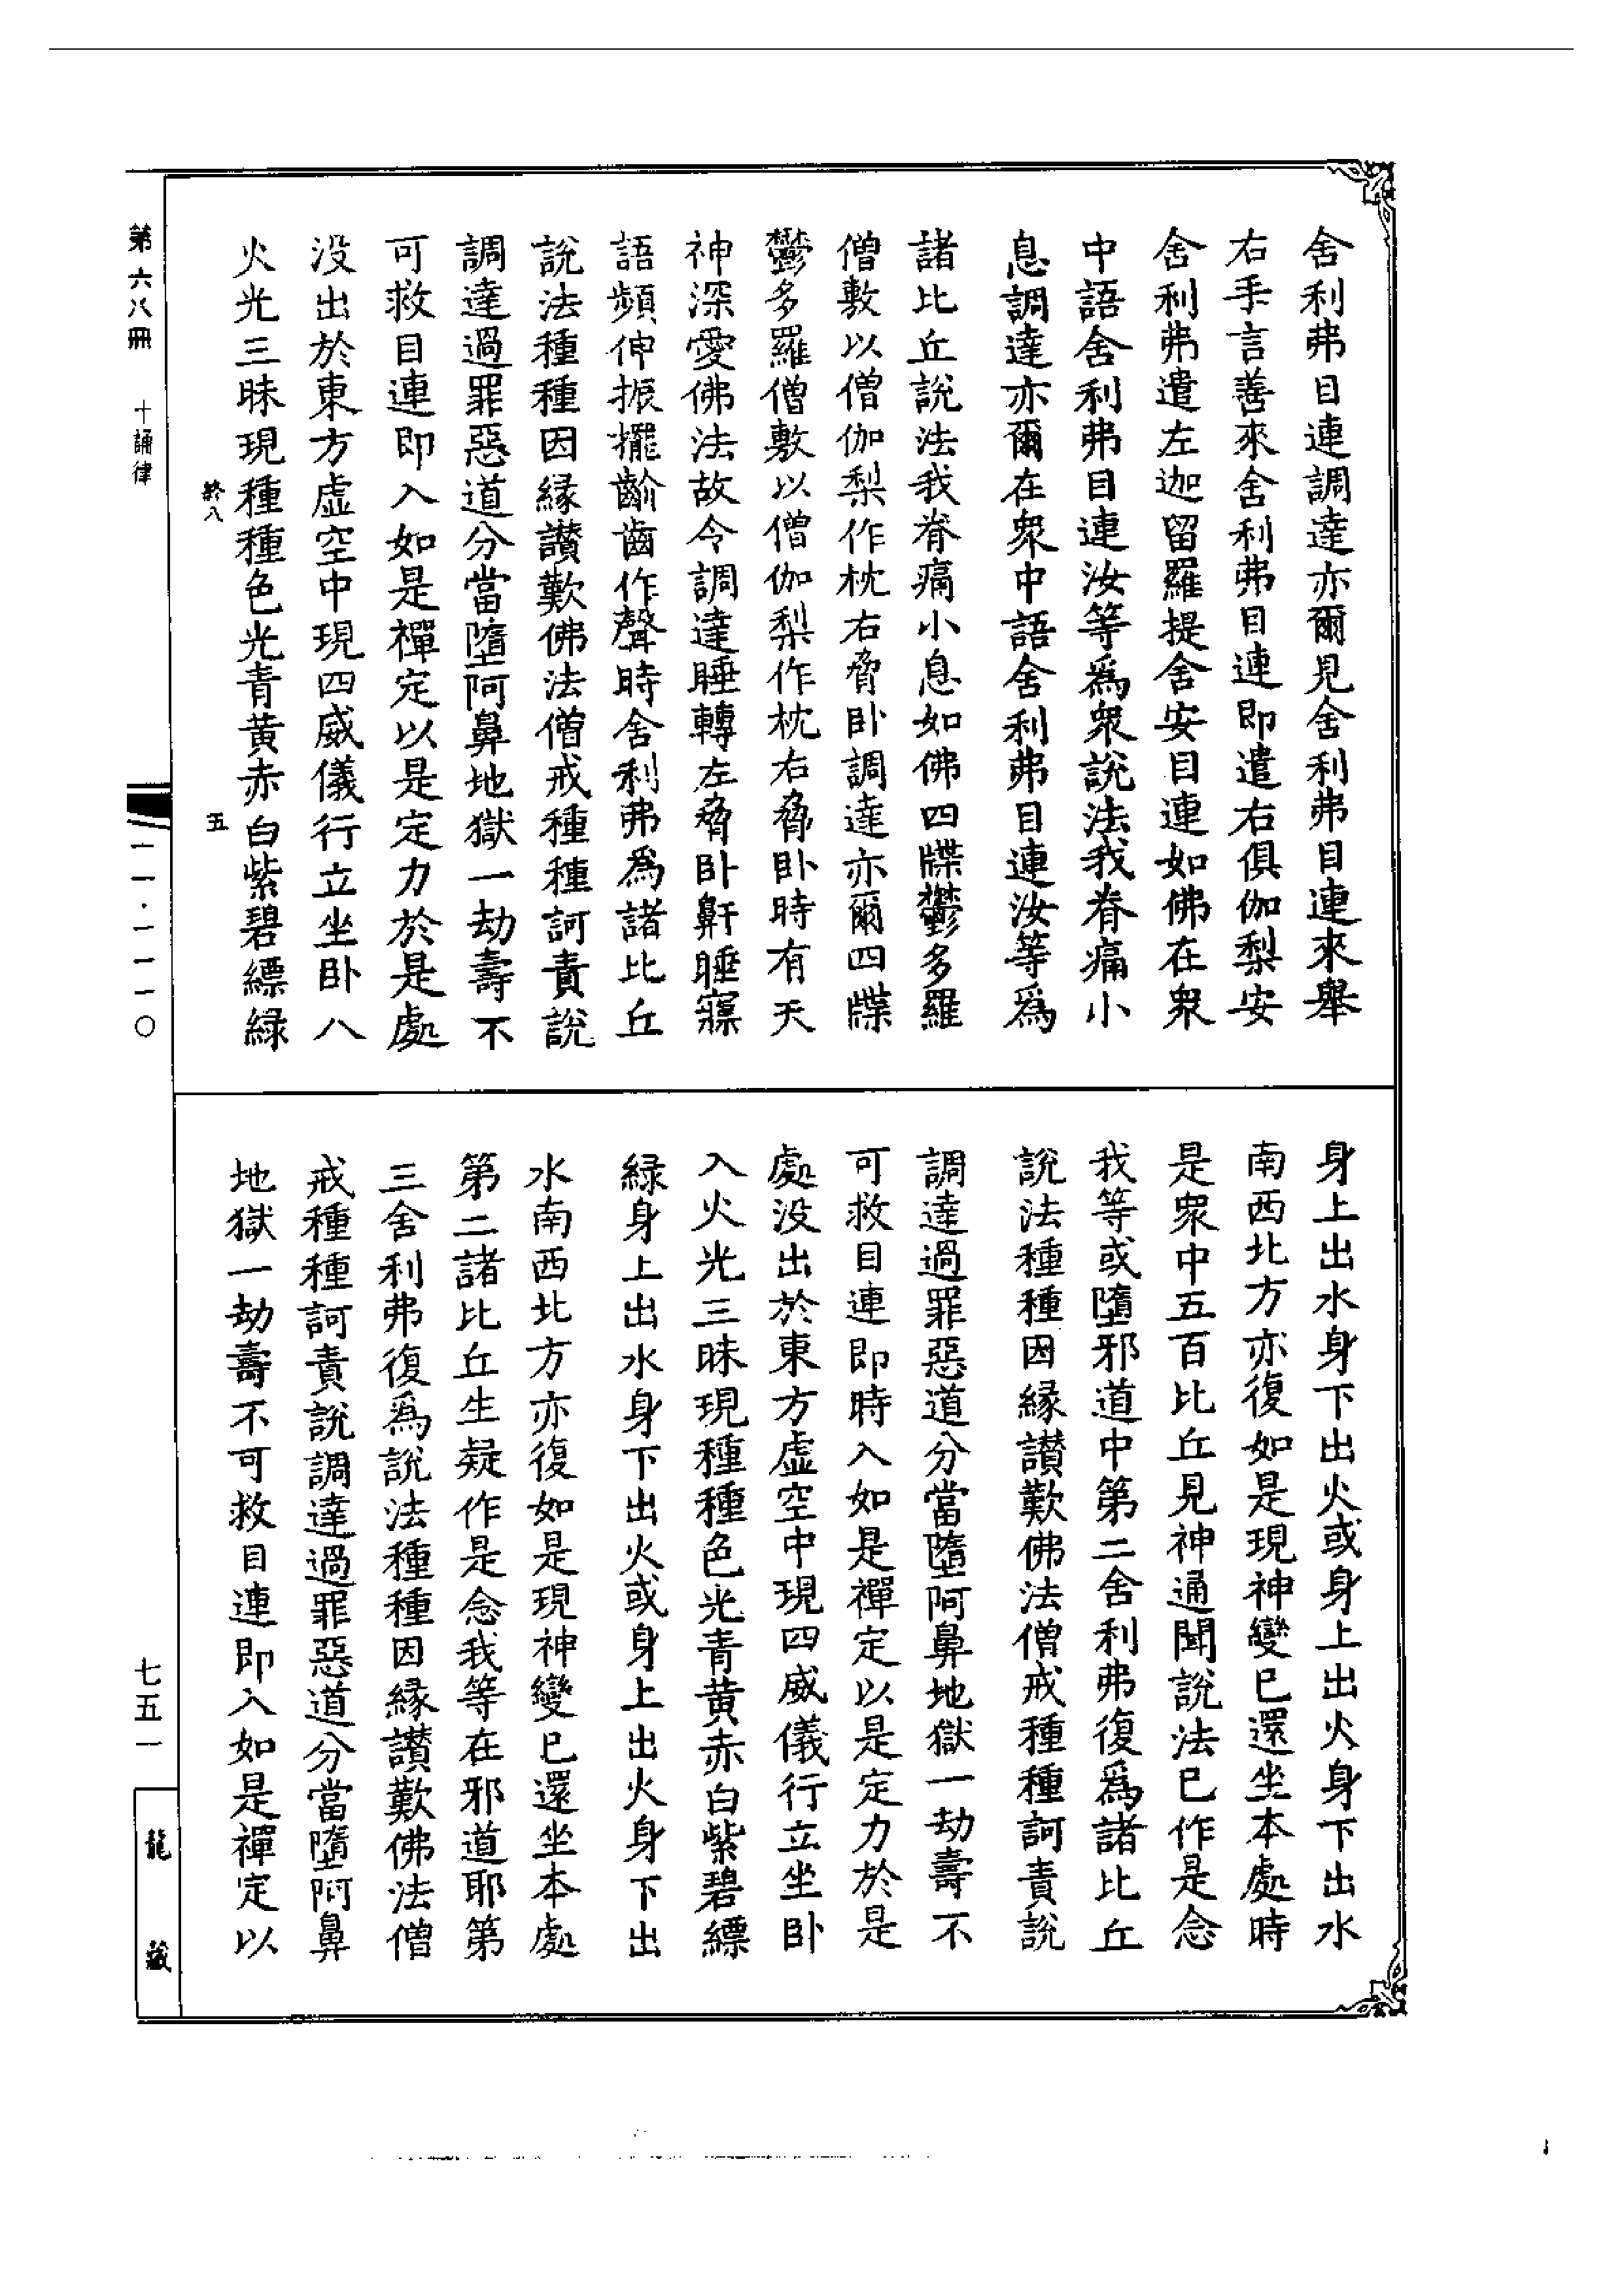 舍利弗目連調達亦爾見舍利弗目連來舉
右手言善來舍利弗目連即遣右俱伽梨安
舍利弗遣左迦留羅提舍安目連如佛在衆
中語舍利弗目連汝等爲衆說法我脊痛小
息調達亦爾在衆中語舍利弗目連汝等爲
諸比丘說法我脊痛小息如佛四牒鬱多羅
僧敷以僧伽梨作枕右脅卧調達亦爾四牒
鬱多羅僧敷以僧伽梨作枕右脅卧時有天
神深愛佛法故令調達睡轉左脅卧鼾睡寱
語頻伸振擺齘齒作聲時舍利弗爲諸比丘
說法種種因緣讚歎佛法僧戒種種訶責說
調達過罪惡道分當墮阿鼻地獄一劫壽不
可救目連即入如是禪定以是定力於是處
没出於東方虛空中現四威儀行立坐卧入
火光三昧現種種色光青黄赤白紫碧縹緑
身上出水身下出火或身上出火身下出水
南西北方亦復如是現神變已還坐本處時
是衆中五百比丘見神通聞說法已作是念
我等或墮邪道中第二舍利弗復爲諸比丘
說法種種因緣讚歎佛法僧戒種種訶責說
調達過罪惡道分當墮阿鼻地獄一劫壽不
可救目連即時入如是禪定以是定力於是
處没出於東方虛空中現四威儀行立坐卧
入火光三昧現種種色光青黄赤白紫碧縹
緑身上出水身下出火或身上出火身下出
水南西北方亦復如是現神變已還坐本處
第二諸比丘生疑作是念我等在邪道耶第
三舍利弗復爲說法種種因緣讚歎佛法僧
戒種種訶責說調達過罪惡道分當墮阿鼻
地獄一劫壽不可救目連即入如是禪定以
終八
五
第六八冊 十誦律
一一·一一一〇
七五一
龍藏